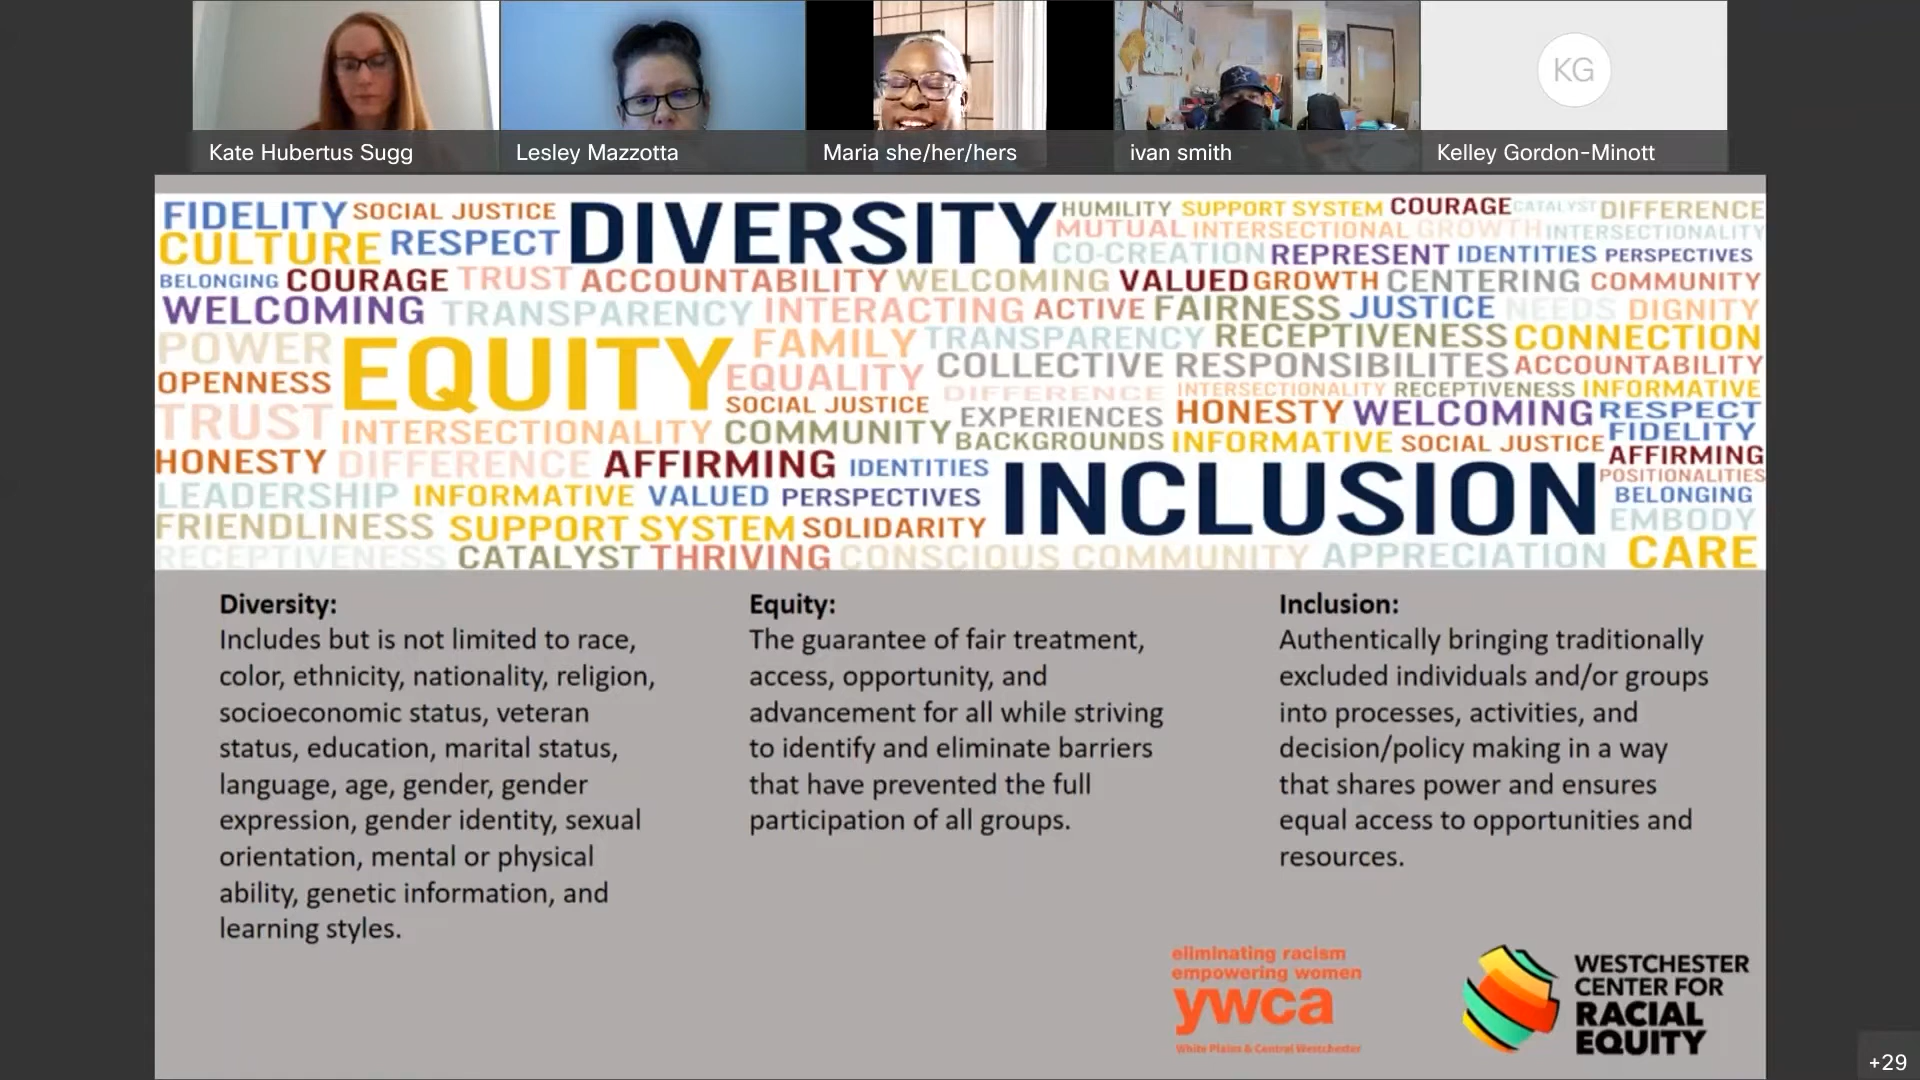 KG
Kate Hubertus Sugg
Lesley Mazzotta
Maria she/her/hers
ivan smith
Kelley Gordon-Minott
FIDELITY SOCIAL JUSTICE DIVERSITY HUMILITY SUPPORT SYSTEM COURAGE CATALYST DIFFERENCE
CULTURE RESPECT MUTUAL INTERSECTIONAL GROWTH INTERSECTIONALITY
CO-CREATION REPRESENT IDENTITIES PERSPECTIVES
BELONGING COURAGE TRUST ACCOUNTABILITY WELCOMING VALUED GROWTH CENTERING COMMUNITY
WELCOMING TRANSPARENCY INTERACTING ACTIVE FAIRNESS JUSTICE NEEDS DIGNITY
POWER EQUITY FAMILY TRANSPARENCY RECEPTIVENESS CONNECTION
OPENNESS EQUALITY COLLECTIVE RESPONSIBILITES ACCOUNTABILITY
DIFFERENCE INTERSECTIONALITY RECEPTIVENESS INFORMATIVE
TRUST SOCIAL JUSTICE EXPERIENCES HONESTY WELCOMING RESPECT
INTERSECTIONALITY COMMUNITY BACKGROUNDS INFORMATIVE SOCIAL JUSTICE FIDELITY
HONESTY DIFFERENCE AFFIRMING IDENTITIES INCLUSION AFFIRMING
POSITIONALITIES
LEADERSHIP INFORMATIVE VALUED PERSPECTIVES BELONGING
FRIENDLINESS SUPPORT SYSTEM SOLIDARITY EMBODY
RECEPTIVENESS CATALYST THRIVING CONSCIOUS COMMUNITY APPRECIATION CARE
Diversity:
Includes but is not limited to race,
color, ethnicity, nationality, religion,
socioeconomic status, veteran
status, education, marital status,
language, age, gender, gender
expression, gender identity, sexual
orientation, mental or physical
ability, genetic information, and
learning styles.
Equity:
The guarantee of fair treatment,
access, opportunity, and
advancement for all while striving
to identify and eliminate barriers
that have prevented the full
participation of all groups.
Inclusion:
Authentically bringing traditionally
excluded individuals and/or groups
into processes, activities, and
decision/policy making in a way
that shares power and ensures
equal access to opportunities and
resources.
eliminating racism
empowering women
ywca
White Plains & Central Westchester
WESTCHESTER
CENTER FOR
RACIAL
EQUITY
+29